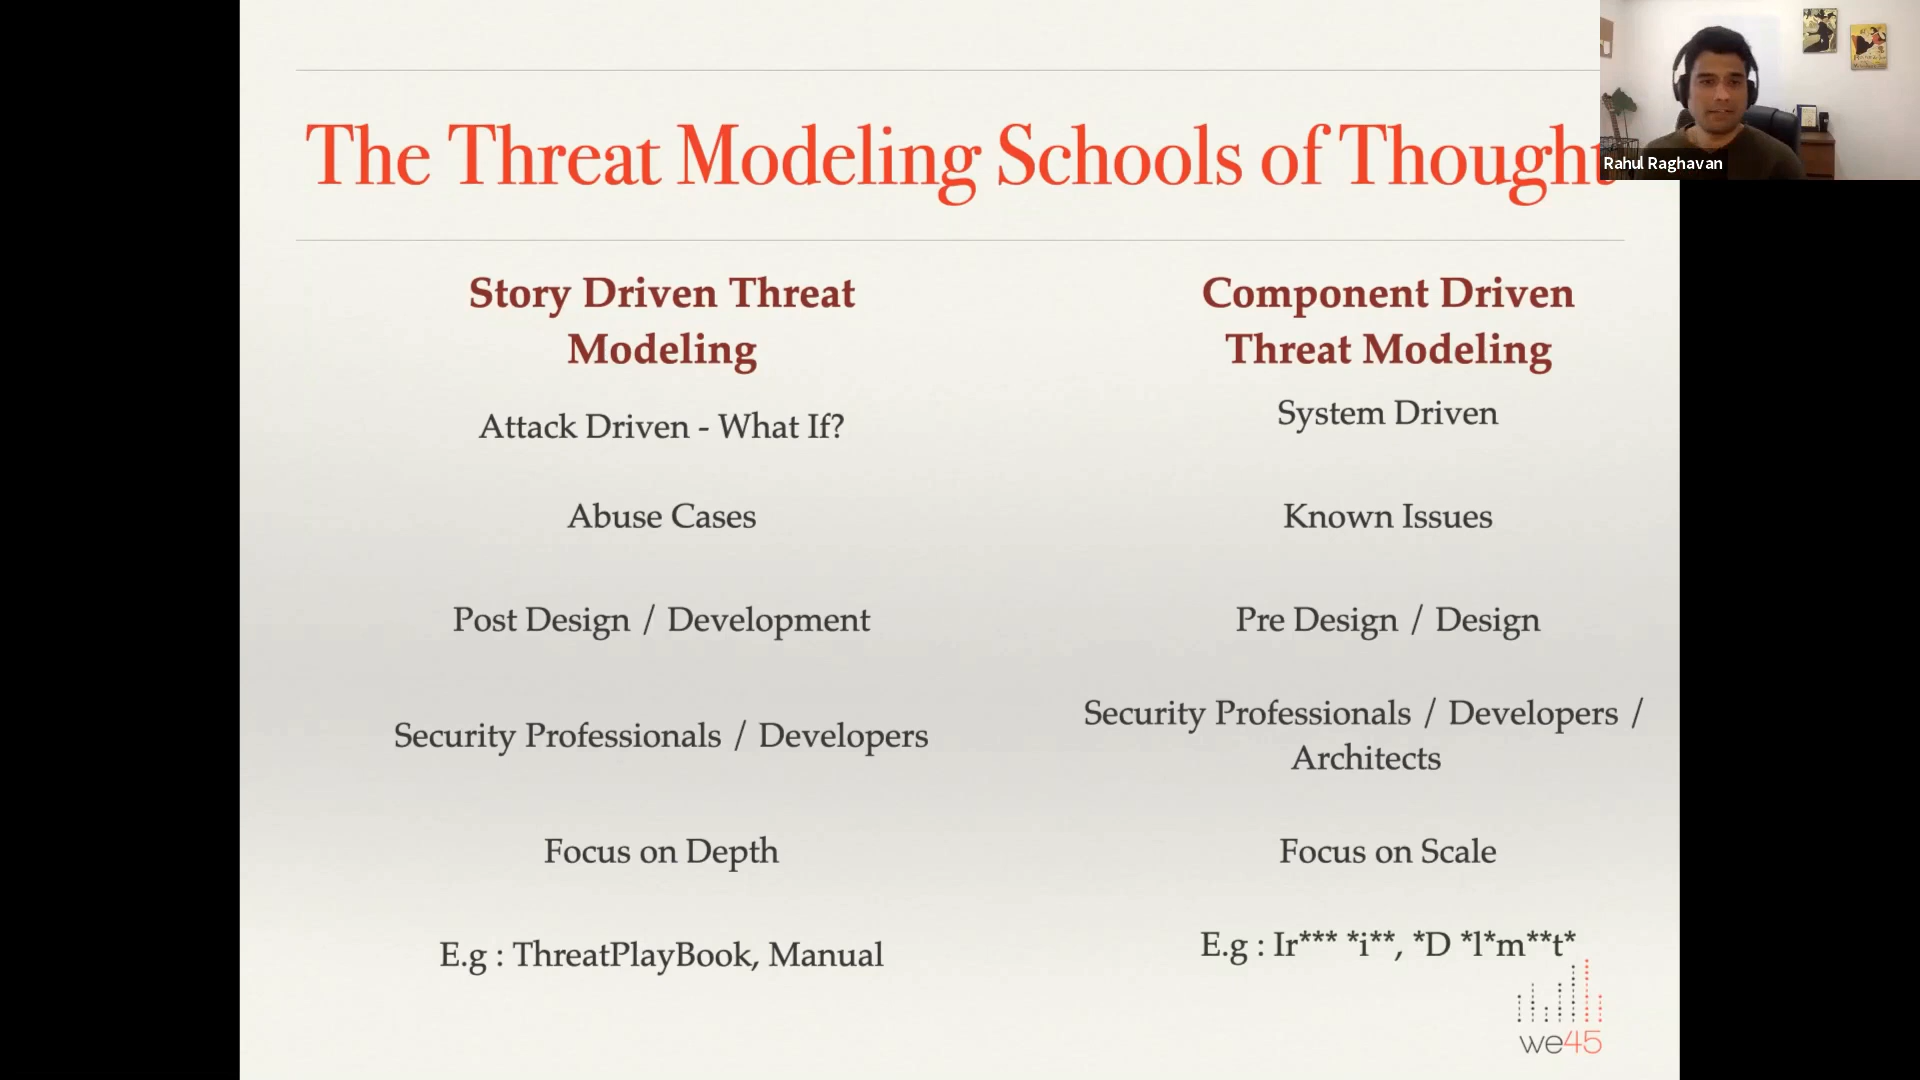 The Threat Modeling Schools of Thought
Rahul Raghavan
Story Driven Threat
Modeling
Attack Driven - What If?
Abuse Cases
Post Design / Development
Security Professionals / Developers
Focus on Depth
E.g : ThreatPlayBook, Manual
Component Driven
Threat Modeling
System Driven
Known Issues
Pre Design / Design
Security Professionals / Developers /
Architects
Focus on Scale
E.g : Ir*** *i**, *D *l*m**t*
we45